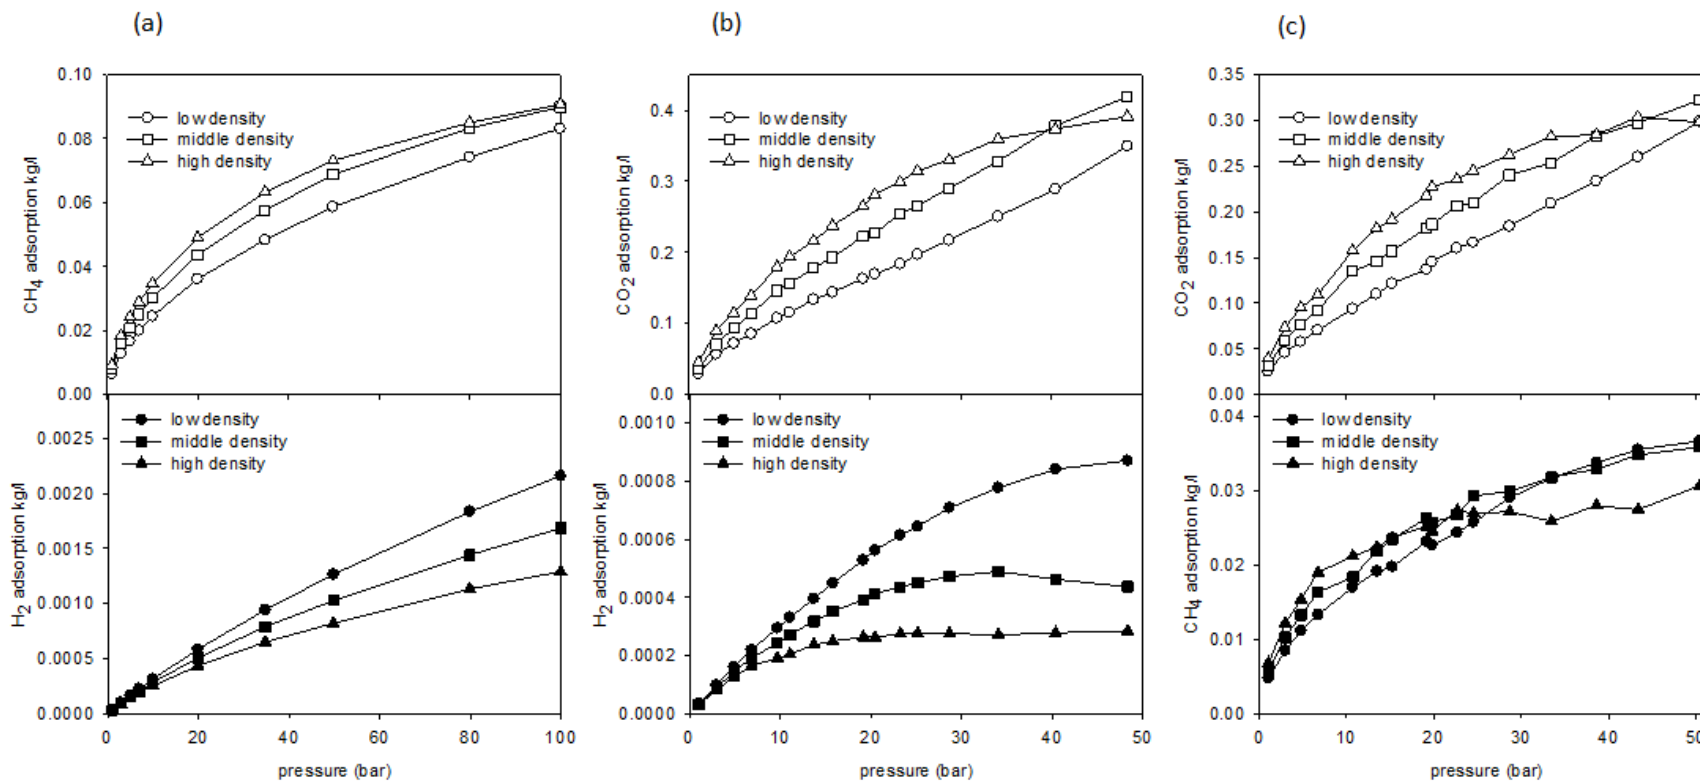 (a)
(b)
(c)
CH4 adsorption kg/l
0.10
0.08
0.06
0.04
0.02
0.00
low density
middle density
high density
CO2 adsorption kg/l
0.4
0.3
0.2
0.1
0.0
low density
middle density
high density
CO2 adsorption kg/l
0.35
0.30
0.25
0.20
0.15
0.10
0.05
0.00
low density
middle density
high density
H2 adsorption kg/l
0.0025
0.0020
0.0015
0.0010
0.0005
0.0000
low density
middle density
high density
0 20 40 60 80 100
pressure (bar)
H2 adsorption kg/l
0.0010
0.0008
0.0006
0.0004
0.0002
0.0000
low density
middle density
high density
0 10 20 30 40 50
pressure (bar)
CH4 adsorption kg/l
0.04
0.03
0.02
0.01
0.00
low density
middle density
high density
0 10 20 30 40 50
pressure (bar)